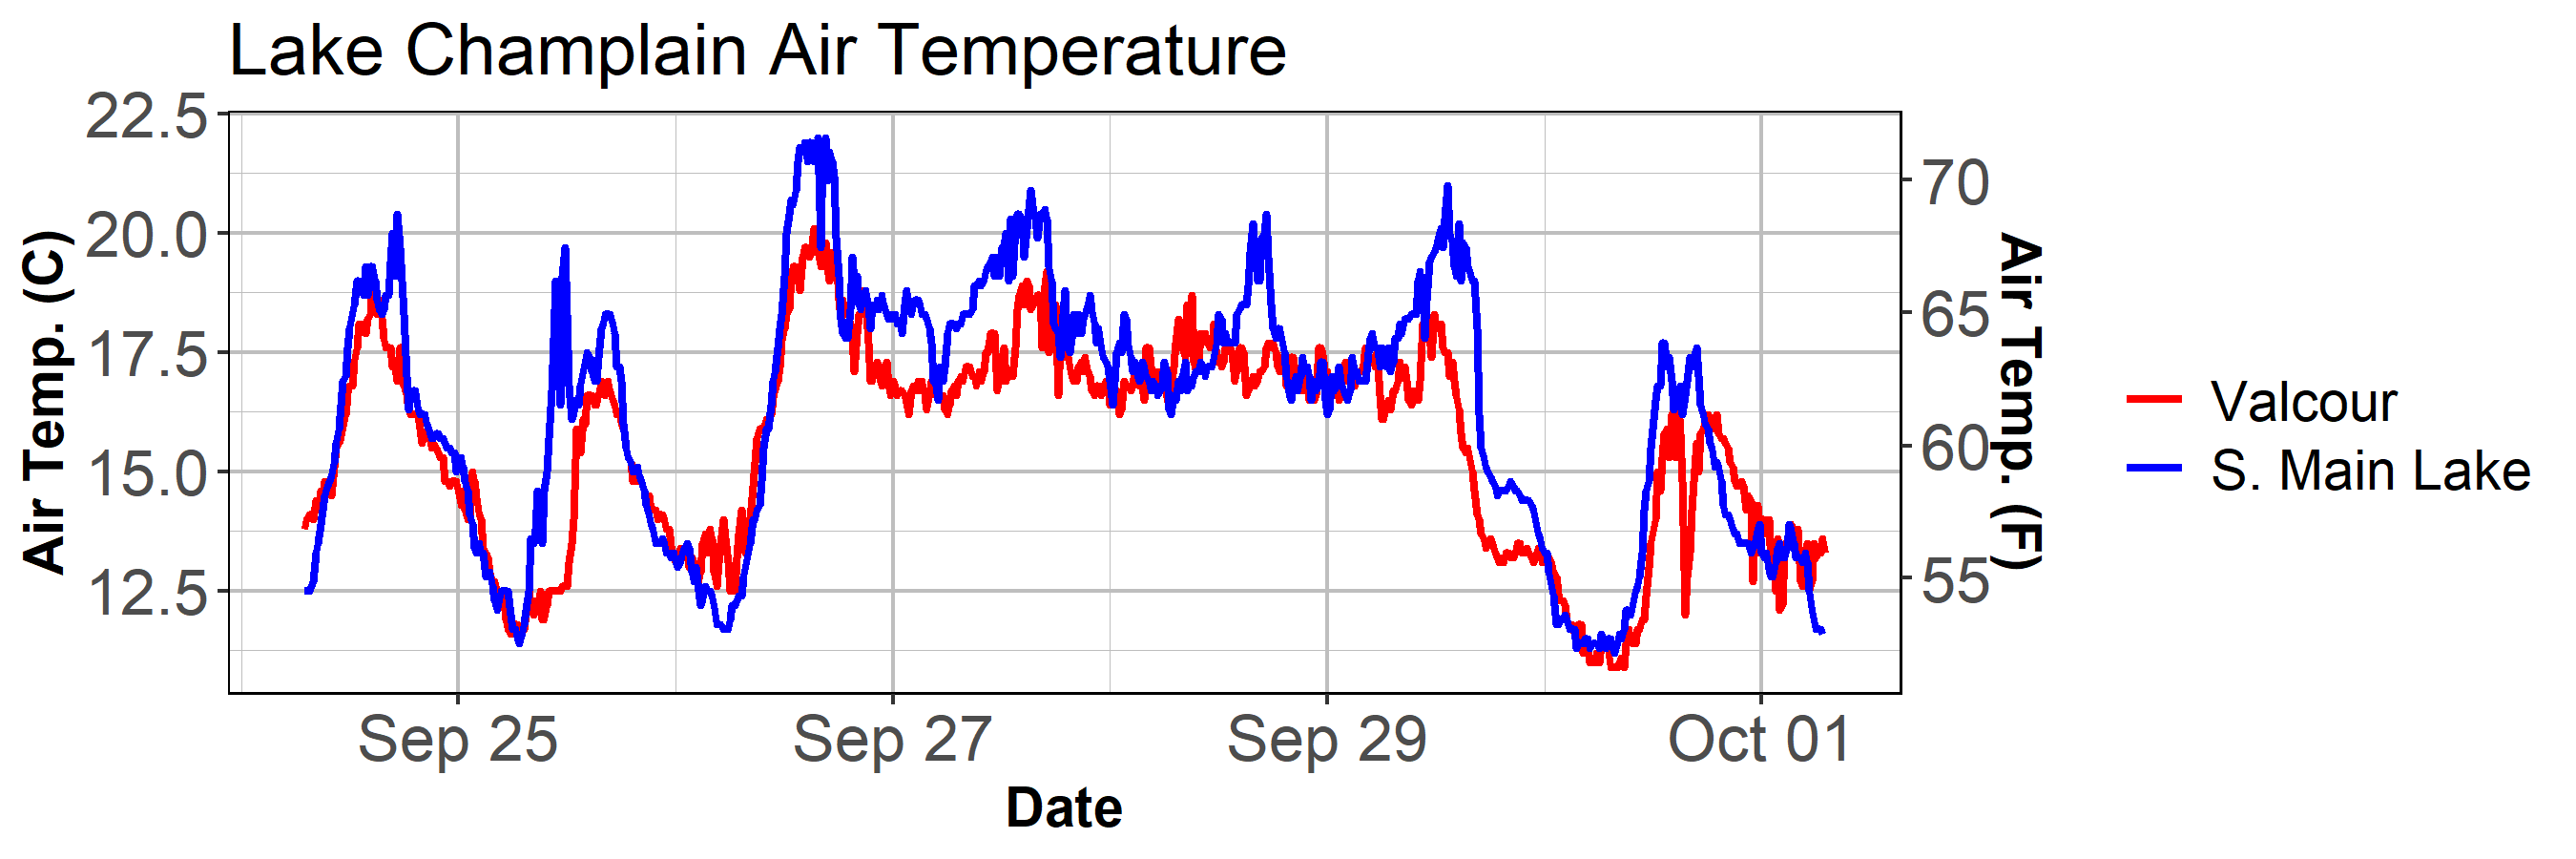 Lake Champlain Air Temperature
22.5
20.0
17.5
15.0
12.5
Air Temp. (C)
70
65
60
55
Air Temp. (F)
Sep 25
Sep 27
Sep 29
Oct 01
Date
Valcour
S. Main Lake